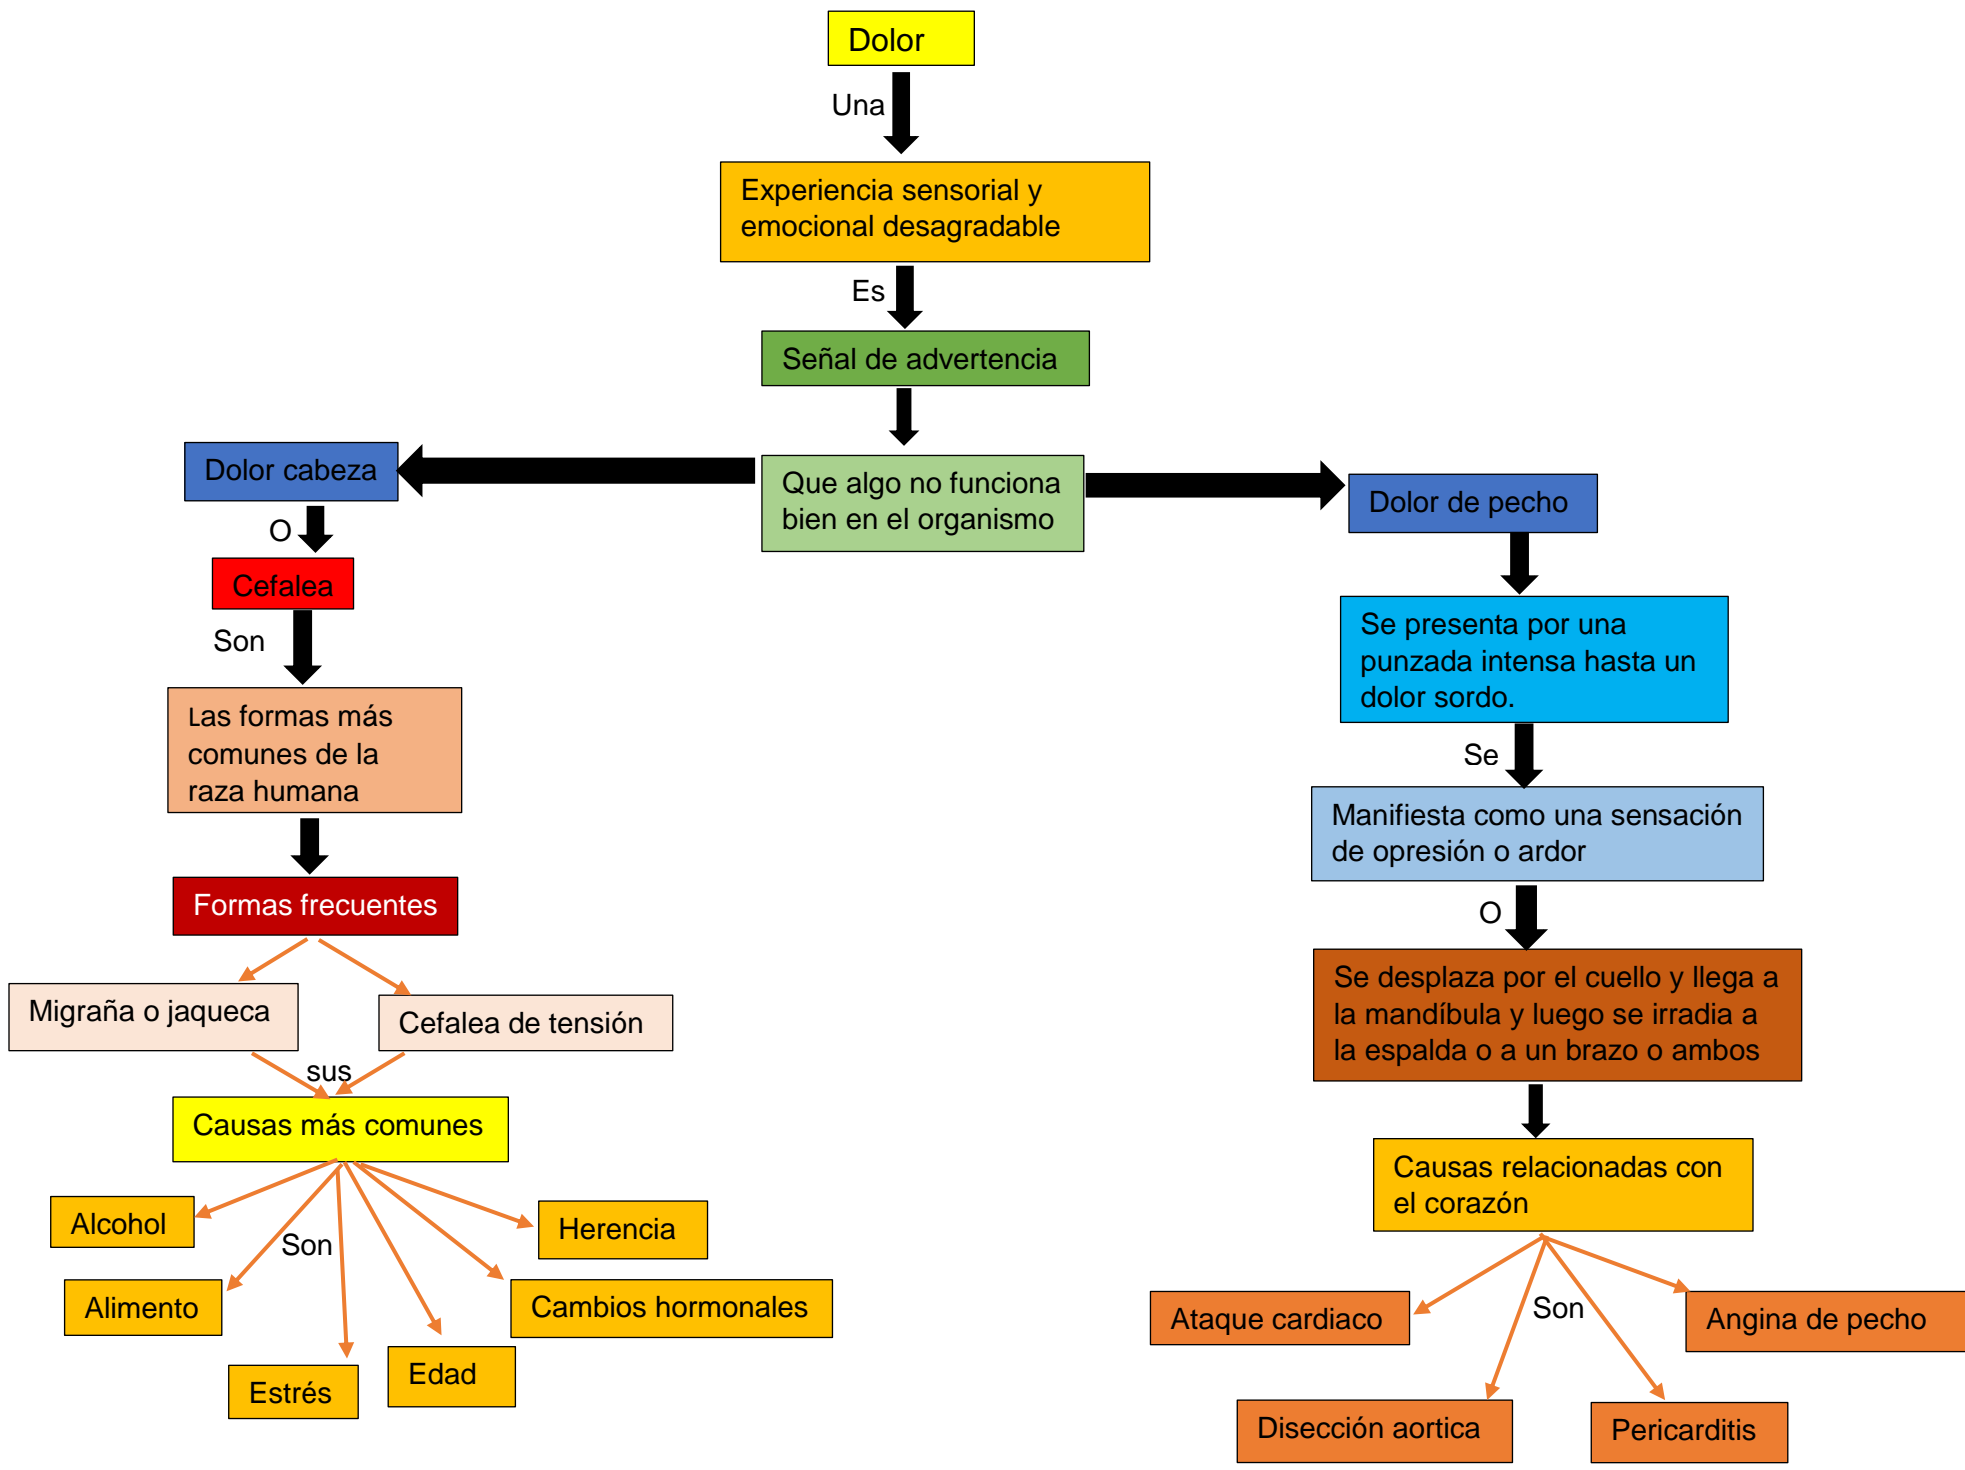 Dolor
Una
Experiencia sensorial y
emocional desagradable
Es
Señal de advertencia
Que algo no funciona
bien en el organismo
Dolor cabeza
O
Cefalea
Son
Las formas más
comunes de la
raza humana
Formas frecuentes
Migraña o jaqueca
Cefalea de tensión
sus
Causas más comunes
Son
Alcohol
Alimento
Estrés
Edad
Cambios hormonales
Herencia
Dolor de pecho
Se presenta por una
punzada intensa hasta un
dolor sordo.
Se
Manifiesta como una sensación
de opresión o ardor
O
Se desplaza por el cuello y llega a
la mandíbula y luego se irradia a
la espalda o a un brazo o ambos
Causas relacionadas con
el corazón
Son
Ataque cardiaco
Disección aortica
Pericarditis
Angina de pecho